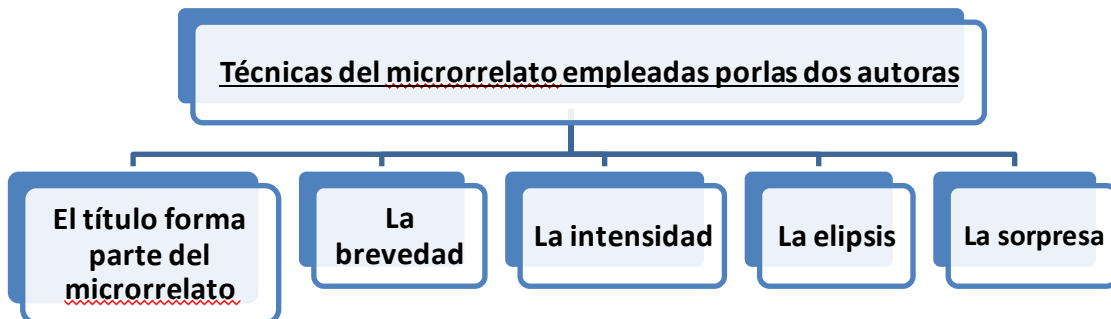 Técnicas del microrrelato empleadas porlas dos autoras
El título forma
parte del
microrrelato
La
brevedad
La intensidad
La elipsis
La sorpresa